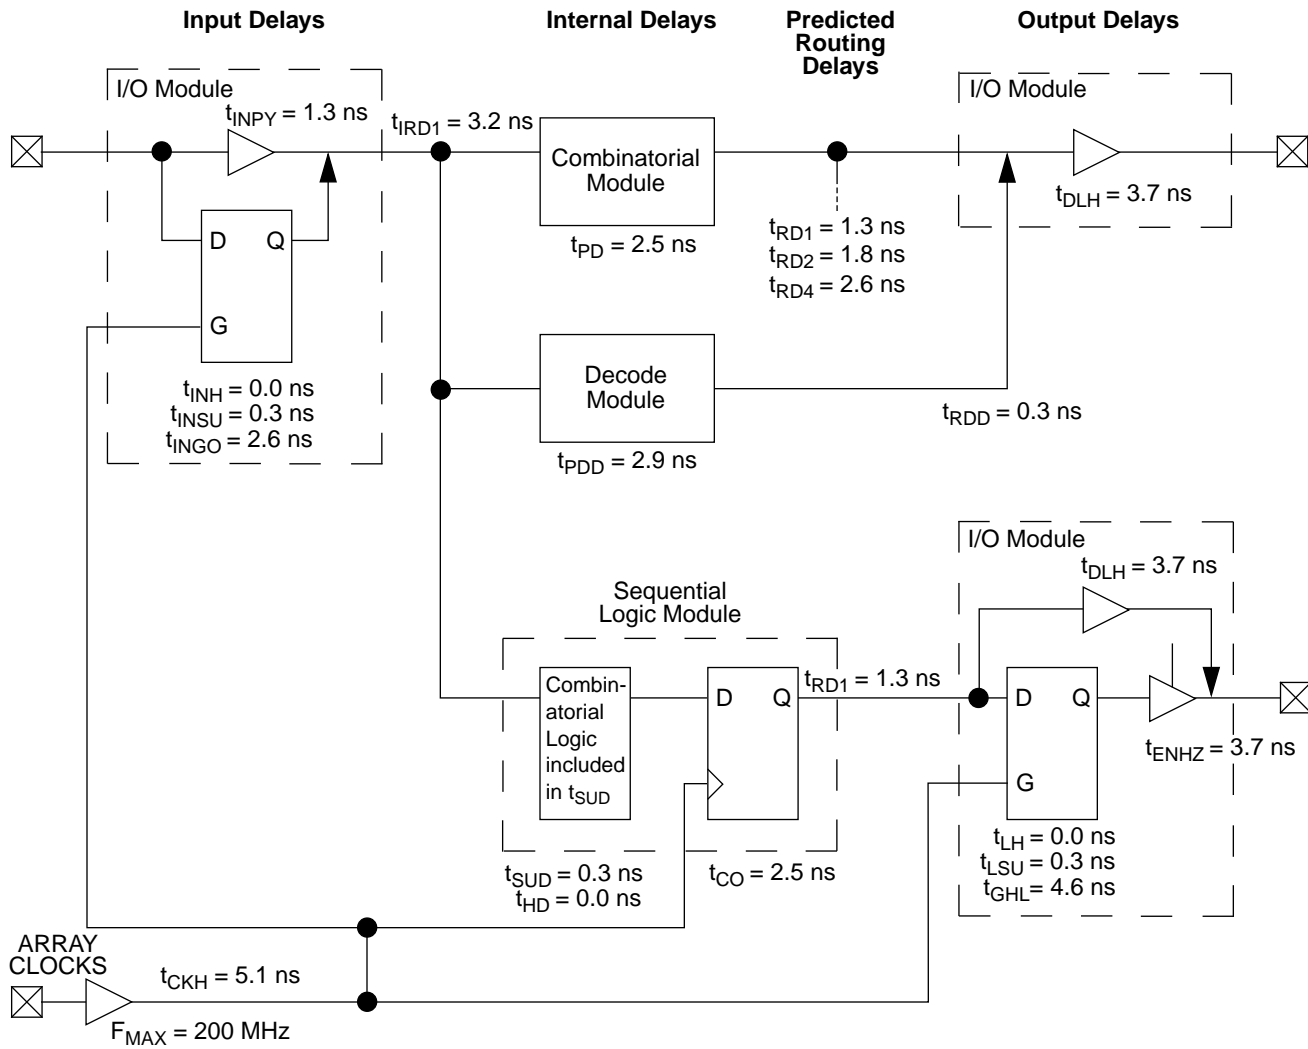 Input Delays
Internal Delays
Predicted
Routing
Delays
Output Delays
I/O Module
tINPY = 1.3 ns
tIRD1 = 3.2 ns
Combinatorial
Module
tPD = 2.5 ns
tRD1 = 1.3 ns
tRD2 = 1.8 ns
tRD4 = 2.6 ns
I/O Module
tDLH = 3.7 ns
D
Q
G
tINH = 0.0 ns
tINSU = 0.3 ns
tINGO = 2.6 ns
Decode
Module
tPDD = 2.9 ns
tRDD = 0.3 ns
Sequential
Logic Module
Combin-
atorial
Logic
included
in tSUD
D
Q
tSUD = 0.3 ns
tHD = 0.0 ns
tCO = 2.5 ns
tRD1 = 1.3 ns
I/O Module
tDLH = 3.7 ns
D
Q
G
tENHZ = 3.7 ns
tLH = 0.0 ns
tLSU = 0.3 ns
tGHL = 4.6 ns
ARRAY
CLOCKS
tCKH = 5.1 ns
FMAX = 200 MHz